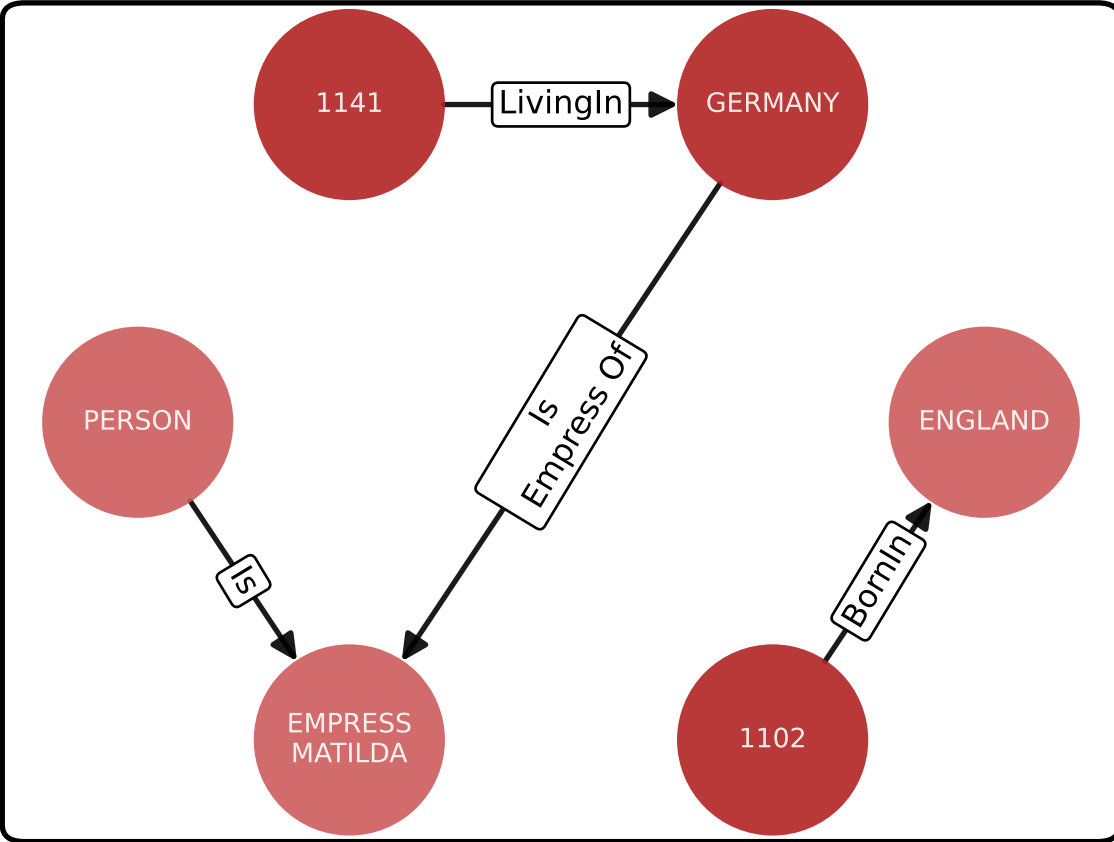 1141
LivingIn
GERMANY
Is
Empress Of
PERSON
ENGLAND
Is
BornIn
EMPRESS
MATILDA
1102